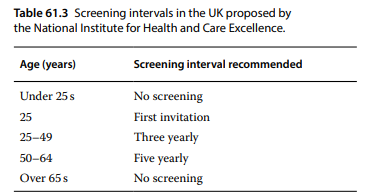 Table 61.3 Screening intervals in the UK proposed by
the National Institute for Health and Care Excellence.
Age (years) Screening interval recommended
Under 25 s No screening
25 First invitation
25–49 Three yearly
50–64 Five yearly
Over 65 s No screening